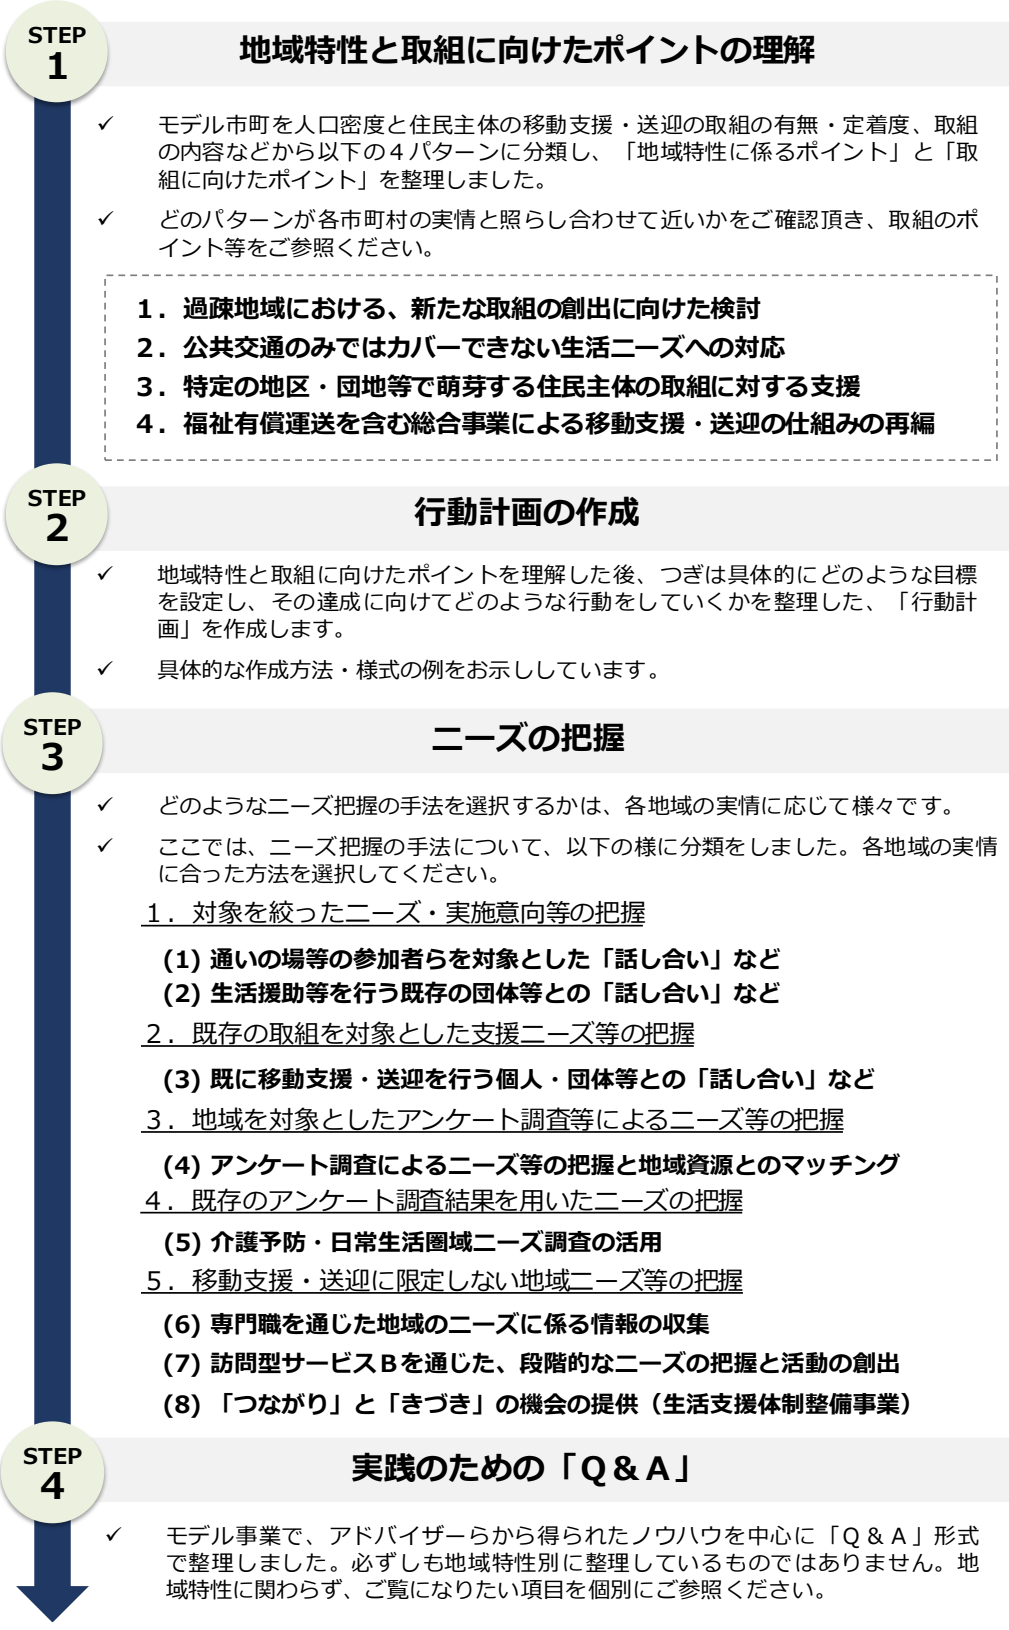 STEP
1
地域特性と取組に向けたポイントの理解
✓ モデル市町を人口密度と住民主体の移動支援・送迎の取組の有無・定着度、取組
の内容などから以下の４パターンに分類し、「地域特性に係るポイント」と「取
組に向けたポイント」を整理しました。
✓ どのパターンが各市町村の実情と照らし合わせて近いかをご確認頂き、取組のポ
イント等をご参照ください。
１．過疎地域における、新たな取組の創出に向けた検討
２．公共交通のみではカバーできない生活ニーズへの対応
３．特定の地区・団地等で萌芽する住民主体の取組に対する支援
４．福祉有償運送を含む総合事業による移動支援・送迎の仕組みの再編
STEP
2
行動計画の作成
✓ 地域特性と取組に向けたポイントを理解した後、つぎは具体的にどのような目標
を設定し、その達成に向けてどのような行動をしていくかを整理した、「行動計
画」を作成します。
✓ 具体的な作成方法・様式の例をお示ししています。
STEP
3
ニーズの把握
✓ どのようなニーズ把握の手法を選択するかは、各地域の実情に応じて様々です。
✓ ここでは、ニーズ把握の手法について、以下の様に分類をしました。各地域の実情
に合った方法を選択してください。
１．対象を絞ったニーズ・実施意向等の把握
(1) 通いの場等の参加者らを対象とした「話し合い」など
(2) 生活援助等を行う既存の団体等との「話し合い」など
２．既存の取組を対象とした支援ニーズ等の把握
(3) 既に移動支援・送迎を行う個人・団体等との「話し合い」など
３．地域を対象としたアンケート調査等によるニーズ等の把握
(4) アンケート調査によるニーズ等の把握と地域資源とのマッチング
４．既存のアンケート調査結果を用いたニーズの把握
(5) 介護予防・日常生活圏域ニーズ調査の活用
５．移動支援・送迎に限定しない地域ニーズ等の把握
(6) 専門職を通じた地域のニーズに係る情報の収集
(7) 訪問型サービスＢを通じた、段階的なニーズの把握と活動の創出
(8) 「つながり」と「きづき」の機会の提供（生活支援体制整備事業）
STEP
4
実践のための「Ｑ＆Ａ」
✓ モデル事業で、アドバイザーらから得られたノウハウを中心に「Ｑ＆Ａ」形式
で整理しました。必ずしも地域特性別に整理しているものではありません。地
域特性に関わらず、ご覧になりたい項目を個別にご参照ください。